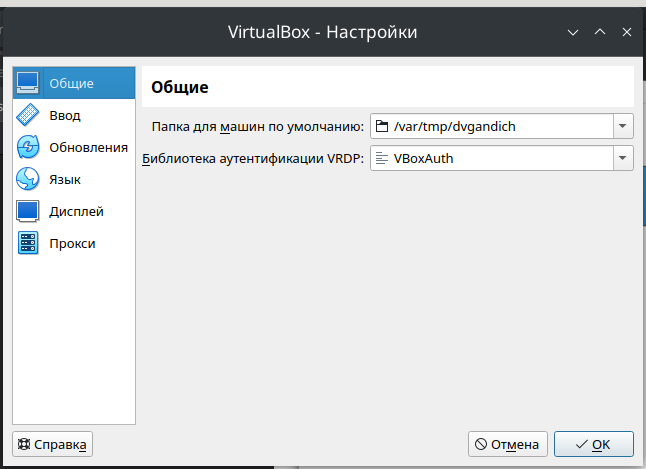 VirtualBox - Настройки
Общие
Ввод
Обновления
Язык
Дисплей
Прокси
Общие
Папка для машин по умолчанию: /var/tmp/dvgandich
Библиотека аутентификации VRDP: VBoxAuth
Справка
Отмена
OK